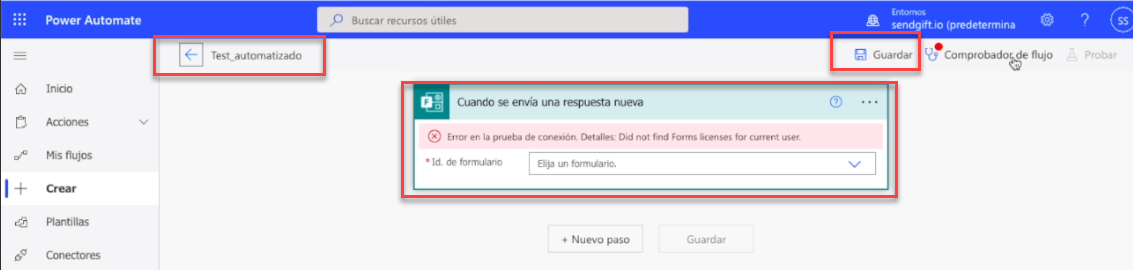 Power Automate
Buscar recursos útiles
Entornos
sendgift.io (predetermina
?
SS
Test_automatizado
Guardar
Comprobador de flujo
Probar
Inicio
Acciones
Mis flujos
Crear
Plantillas
Conectores
Cuando se envía una respuesta nueva
Error en la prueba de conexión. Detalles: Did not find Forms licenses for current user.
* Id. de formulario
Elija un formulario.
+ Nuevo paso
Guardar